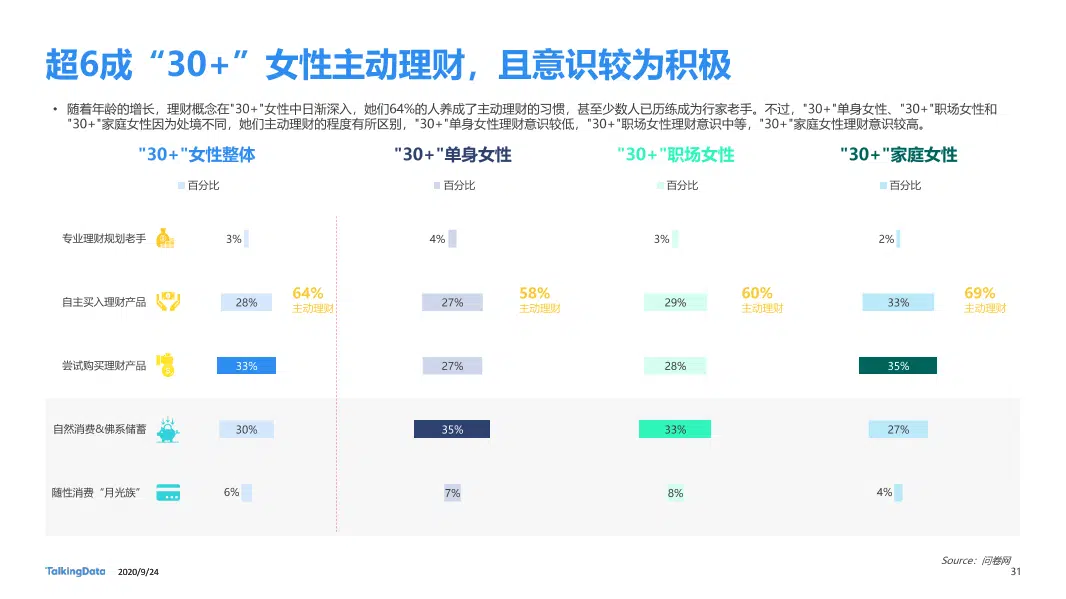 超6成“30+”女性主动理财，且意识较为积极
• 随着年龄的增长，理财概念在"30+"女性中日渐深入，她们64%的人养成了主动理财的习惯，甚至少数人已历练成为行家老手。不过，"30+"单身女性、"30+"职场女性和
"30+"家庭女性因为处境不同，她们主动理财的程度有所区别，"30+"单身女性理财意识较低，"30+"职场女性理财意识中等，"30+"家庭女性理财意识较高。
"30+"女性整体 "30+"单身女性 "30+"职场女性 "30+"家庭女性
百分比 百分比 百分比 百分比
专业理财规划老手 3% 4% 3% 2%
自主买入理财产品 28% 64% 27% 58% 29% 60% 33% 69%
主动理财 主动理财 主动理财 主动理财
尝试购买理财产品 33% 27% 28% 35%
自然消费&佛系储蓄 30% 35% 33% 27%
随性消费“月光族” 6% 7% 8% 4%
Source：问卷网
TalkingData 2020/9/24 31